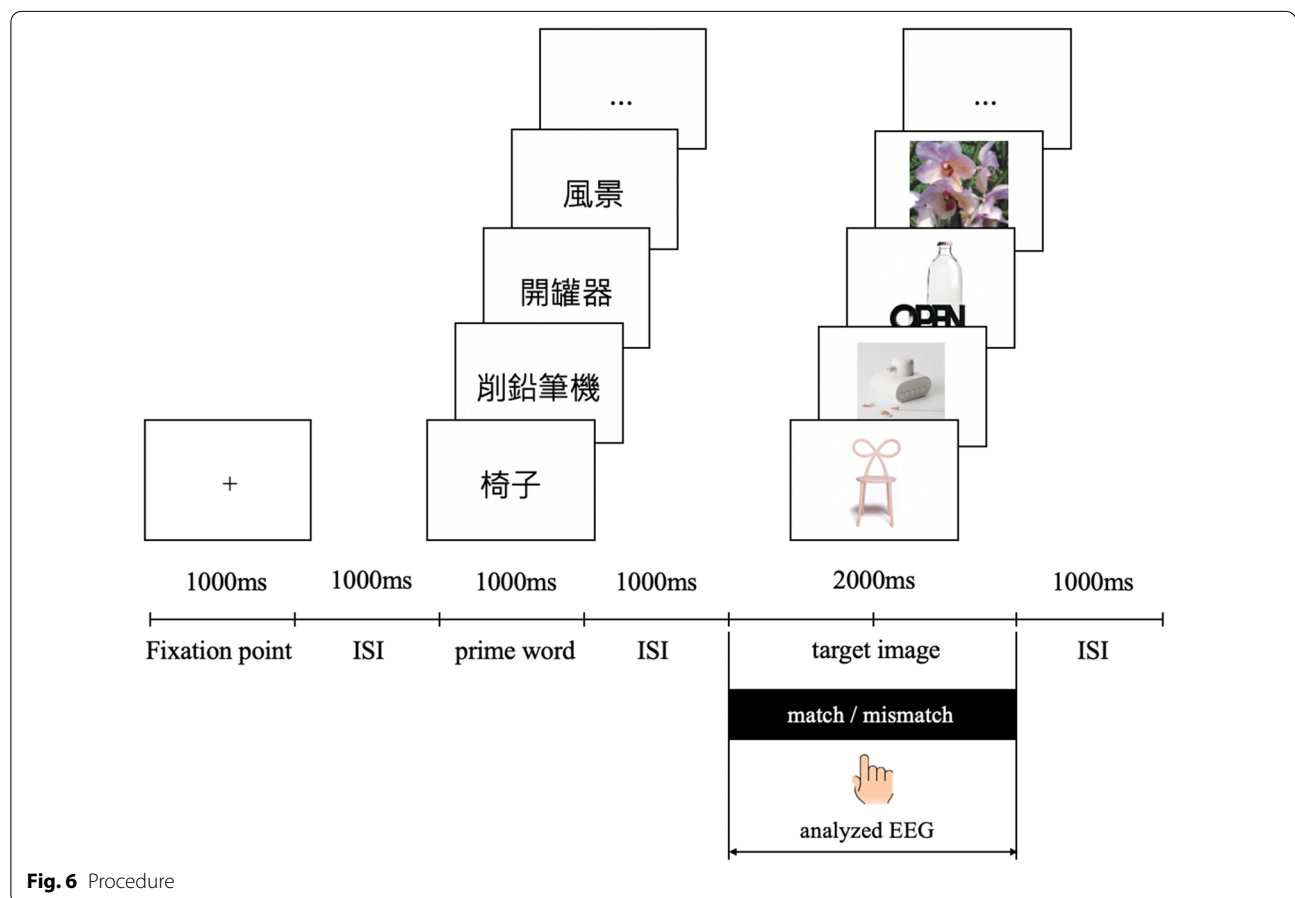 ...
...
風景
開罐器
OPEN
削鉛筆機
+
椅子
1000ms 1000ms 1000ms 1000ms 2000ms 1000ms
Fixation point ISI prime word ISI target image ISI
match / mismatch
analyzed EEG
Fig. 6 Procedure